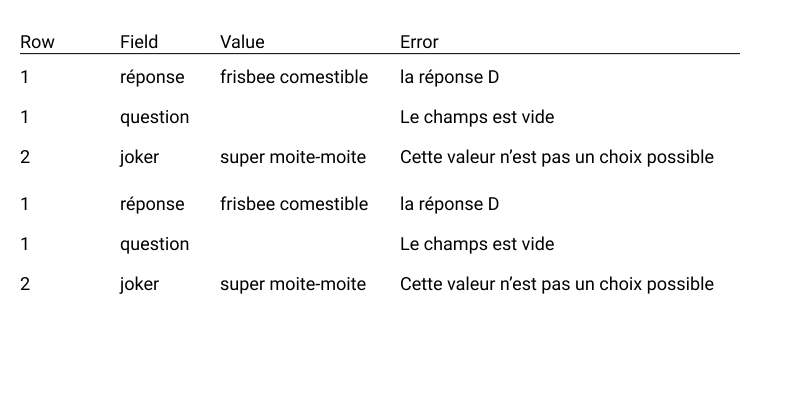 Row Field Value Error
1 réponse frisbee comestible la réponse D
1 question Le champs est vide
2 joker super moite-moite Cette valeur n’est pas un choix possible
1 réponse frisbee comestible la réponse D
1 question Le champs est vide
2 joker super moite-moite Cette valeur n’est pas un choix possible